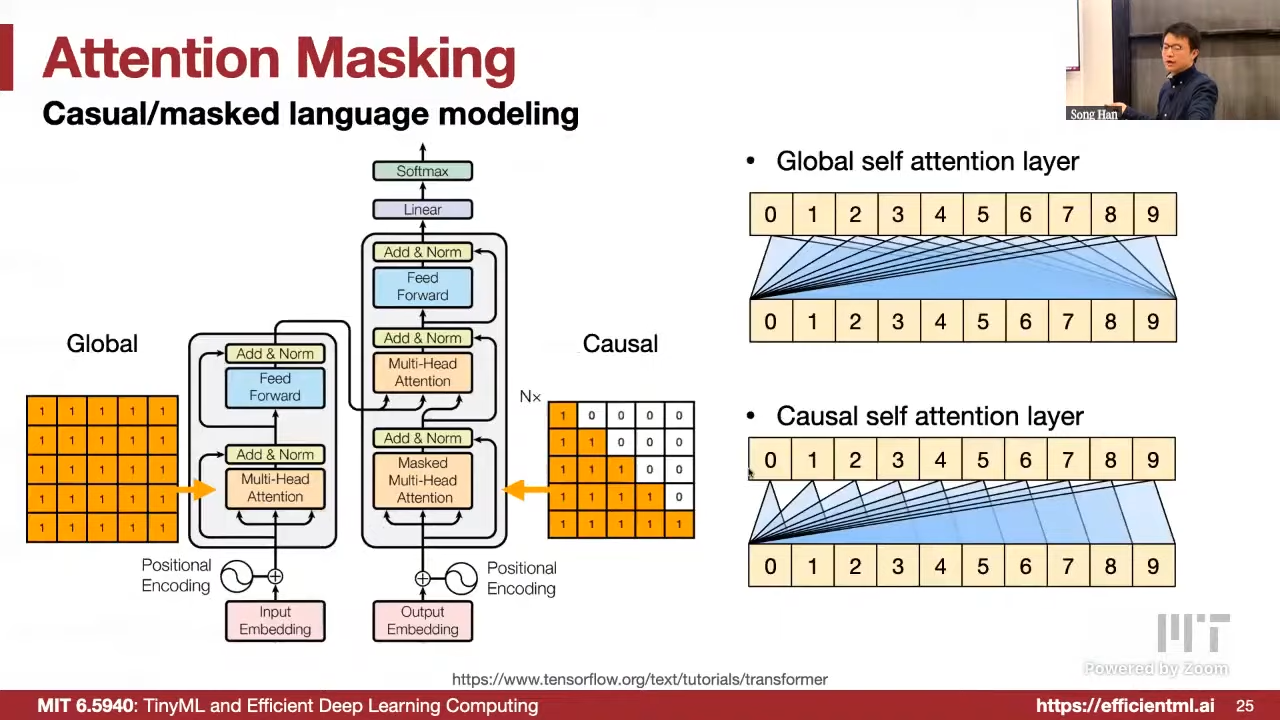 Attention Masking
Casual/masked language modeling
Song Han
Softmax
Linear
Add & Norm
Feed
Forward
Add & Norm
Multi-Head
Attention
Add & Norm
Masked
Multi-Head
Attention
N×
Global
Add & Norm
Feed
Forward
Add & Norm
Multi-Head
Attention
1 1 1 1 1
1 1 1 1 1
1 1 1 1 1
1 1 1 1 1
1 1 1 1 1
Causal
1 0 0 0 0
1 1 0 0 0
1 1 1 0 0
1 1 1 1 0
1 1 1 1 1
Positional
Encoding
Input
Embedding
Positional
Encoding
Output
Embedding
• Global self attention layer
0 1 2 3 4 5 6 7 8 9
0 1 2 3 4 5 6 7 8 9
• Causal self attention layer
0 1 2 3 4 5 6 7 8 9
0 1 2 3 4 5 6 7 8 9
MIT
Powered by Zoom
https://www.tensorflow.org/text/tutorials/transformer
MIT 6.5940: TinyML and Efficient Deep Learning Computing
https://efficientml.ai
25